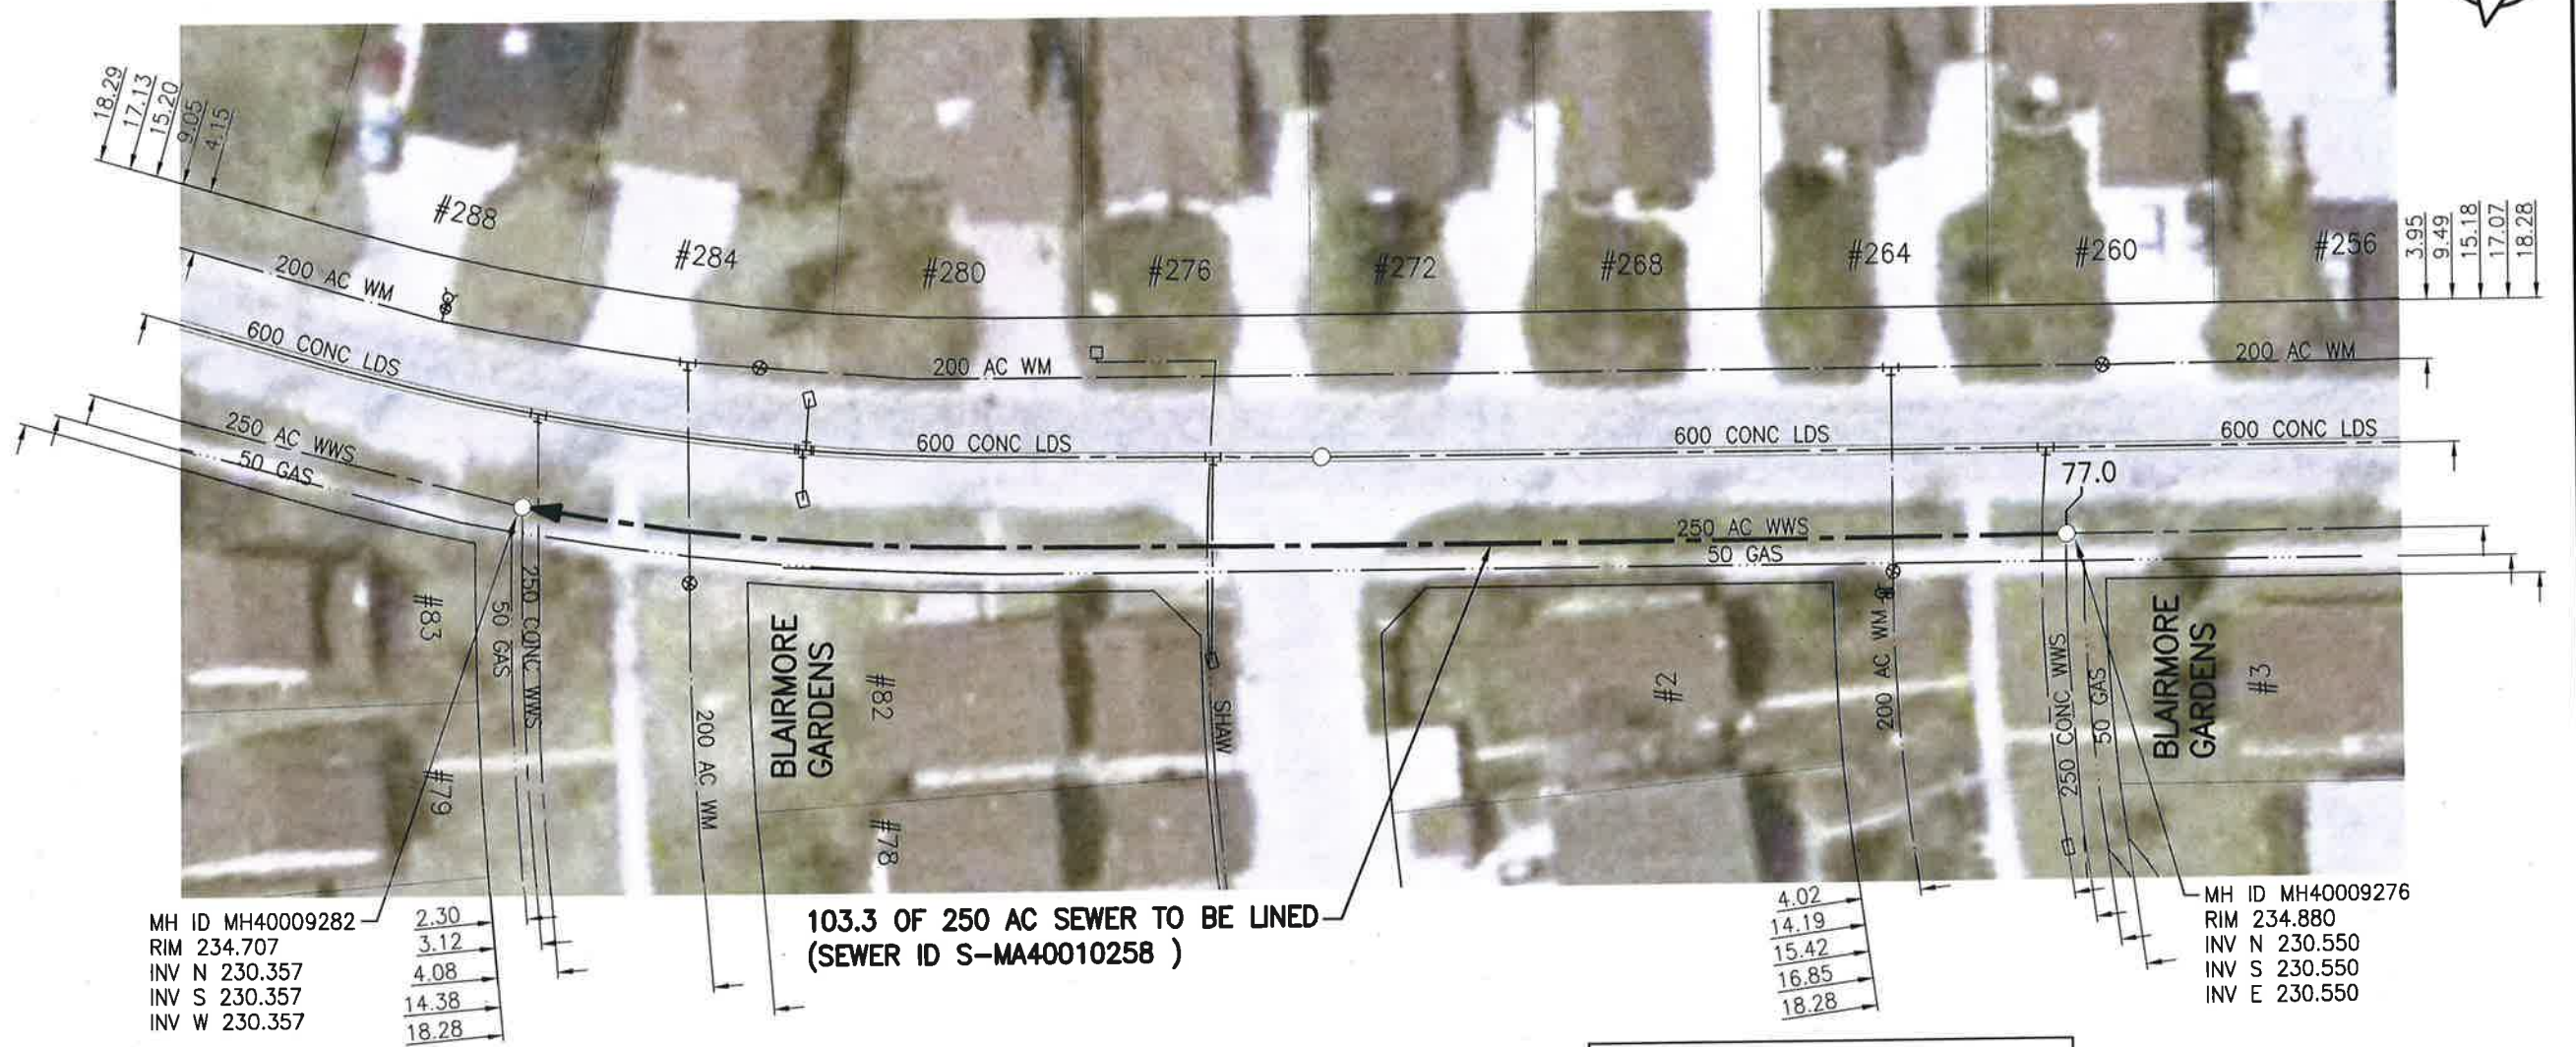 18.29
17.13
15.20
9.05
4.15
#288
#284
#280
#276
#272
#268
#264
#260
#256
3.95
9.49
15.18
17.07
18.28
200 AC WM
200 AC WM
200 AC WM
600 CONC LDS
600 CONC LDS
600 CONC LDS
600 CONC LDS
250 AC WWS
50 GAS
77.0
250 AC WWS
50 GAS
#83
#79
50 GAS
250 CONC WWS
200 AC WM
BLAIRMORE
GARDENS
#82
#78
SHAW
#2
200 AC WM
250 CONC WWS
50 GAS
BLAIRMORE
GARDENS
#3
MH ID MH40009282
RIM 234.707
INV N 230.357
INV S 230.357
INV W 230.357
2.30
3.12
4.08
14.38
18.28
103.3 OF 250 AC SEWER TO BE LINED
(SEWER ID S-MA40010258 )
4.02
14.19
15.42
16.85
18.28
MH ID MH40009276
RIM 234.880
INV N 230.550
INV S 230.550
INV E 230.550